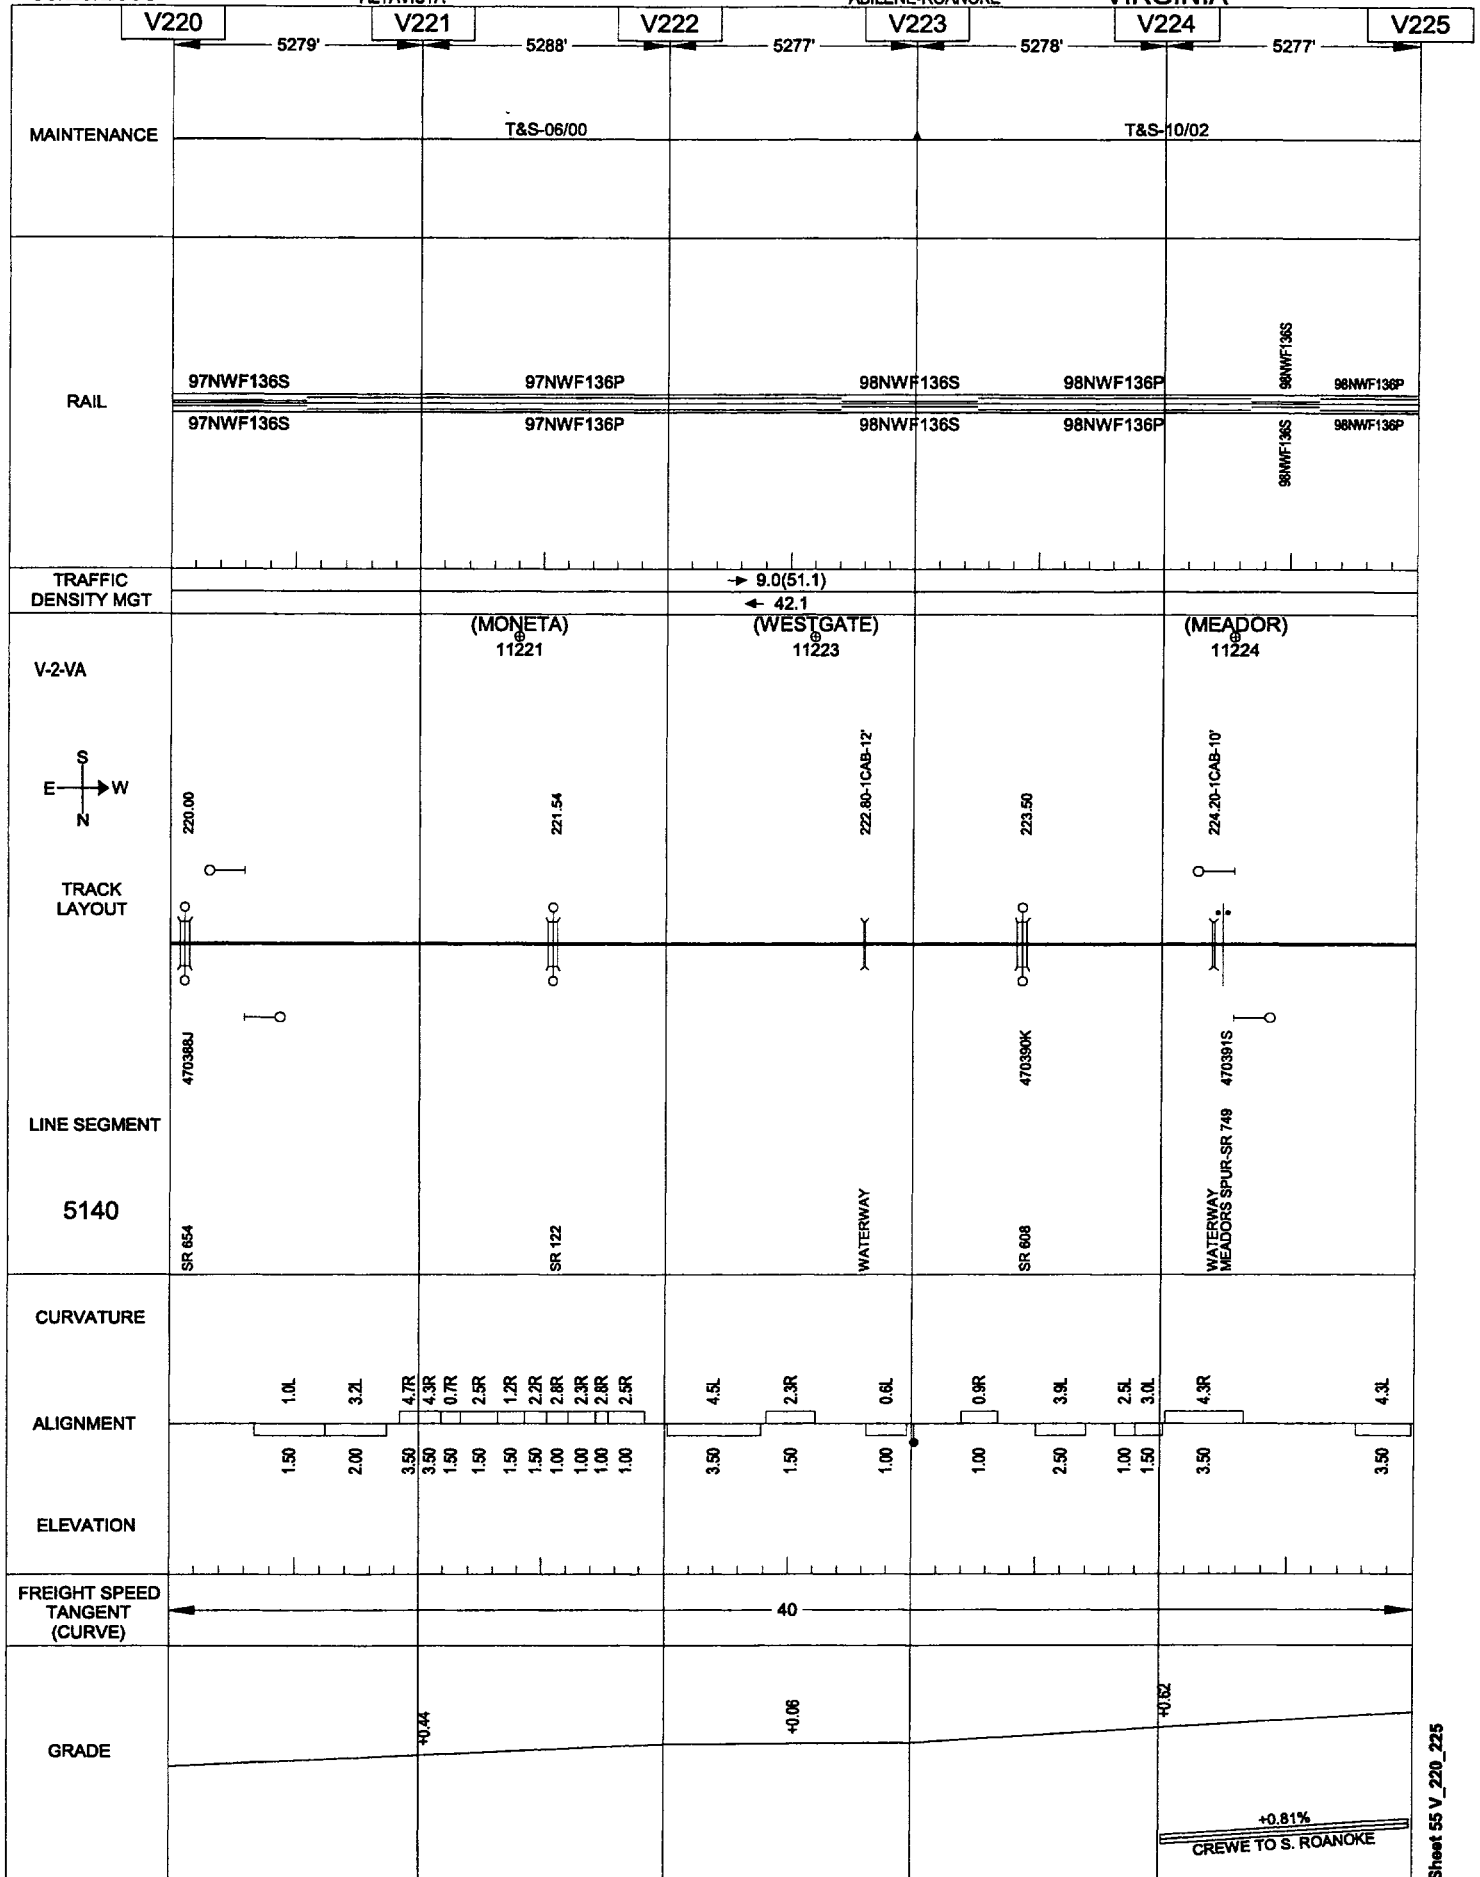 VIRGINIA
V220 V221 V222 V223 V224 V225
5279' 5288' 5277' 5278' 5277'
MAINTENANCE
T&S-06/00 T&S-10/02
RAIL
97NWF136S 97NWF136P 98NWF136S 98NWF136P 98NWF136S 98NWF136P
97NWF136S 97NWF136P 98NWF136S 98NWF136P 98NWF136S 98NWF136P
TRAFFIC
DENSITY MGT
9.0(51.1)
42.1
(MONETA) (WESTGATE) (MEADOR)
11221 11223 11224
V-2-VA
S
E W
N
220.00 221.54 222.80-1CAB-12' 223.50 224.20-1CAB-10'
TRACK
LAYOUT
470388J 470390K 470391S
LINE SEGMENT
5140
SR 654 SR 122 WATERWAY SR 608 WATERWAY
MEADORS SPUR-SR 749
CURVATURE
1.0L 3.2L 4.7R 4.3R 0.7R 2.5R 1.2R 2.2R 2.8R 2.3R 2.8R 2.5R 4.5L 2.3R 0.6L 0.9R 3.9L 2.5L 3.0L 4.3R 4.3L
ALIGNMENT
1.50 2.00 3.50 3.50 1.50 1.50 1.50 1.50 1.00 1.00 1.00 1.00 3.50 1.50 1.00 1.00 2.50 1.00 1.50 3.50 3.50
ELEVATION
FREIGHT SPEED
TANGENT
(CURVE)
40
GRADE
+0.44 +0.06 +0.62
+0.81%
CREWE TO S. ROANOKE
Sheet 55 V_220_225